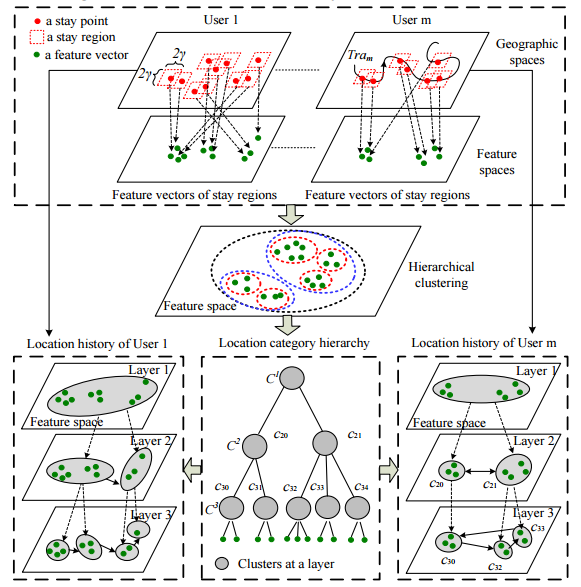 User 1
User m
a stay point
a stay region
a feature vector
2γ
2γ
Tra_m
Geographic
spaces
Feature
spaces
Feature vectors of stay regions
Feature vectors of stay regions
Hierarchical
clustering
Feature space
Location history of User 1
Location category hierarchy
Location history of User m
Layer 1
Feature space
Layer 2
Layer 3
C^1
C^2
c20
c21
c30
c31
c32
c33
c34
C^3
Clusters at a layer
Layer 1
Feature space
Layer 2
c20
c21
Layer 3
c33
c30
c32